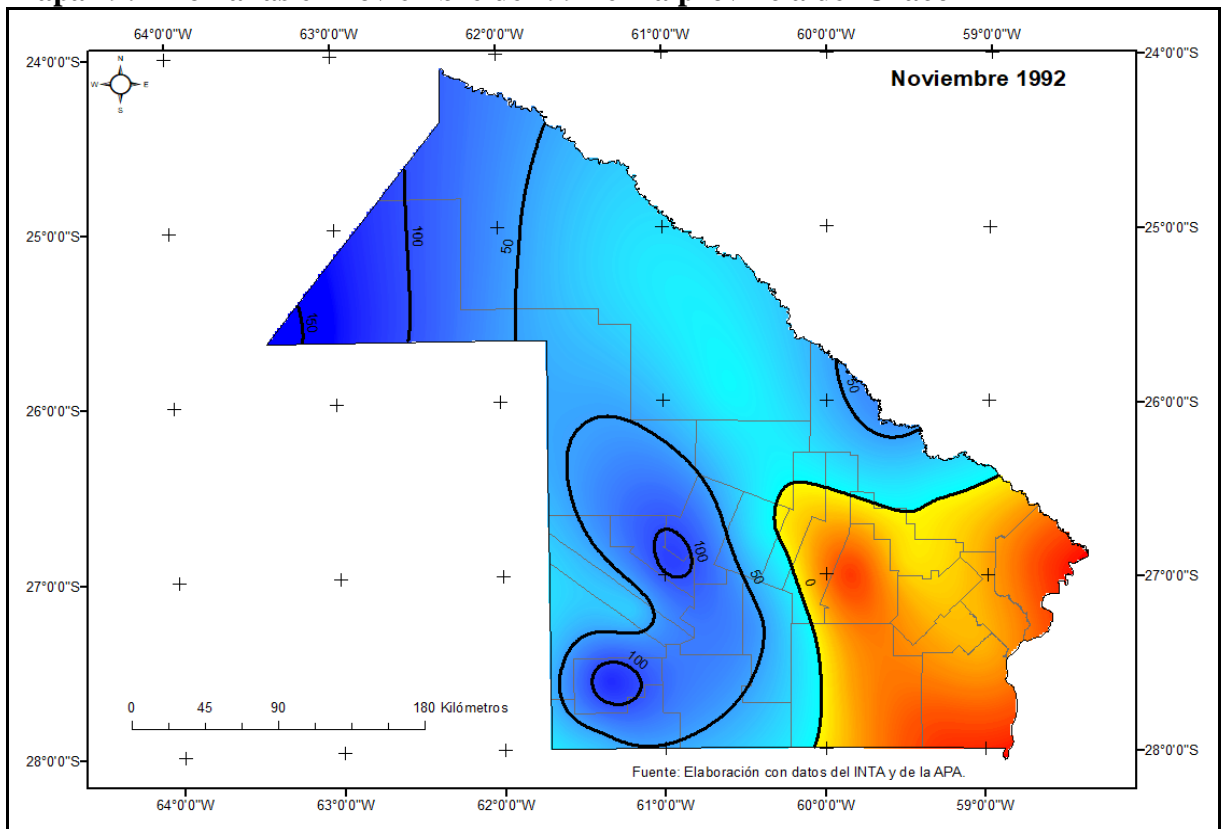 64°0'0"W 63°0'0"W 62°0'0"W 61°0'0"W 60°0'0"W 59°0'0"W
24°0'0"S 24°0'0"S
N
W E
S
Noviembre 1992
100
50
25°0'0"S 25°0'0"S
150
50
26°0'0"S 26°0'0"S
100
50
0
27°0'0"S 27°0'0"S
100
0 45 90 180 Kilómetros
28°0'0"S 28°0'0"S
Fuente: Elaboración con datos del INTA y de la APA.
64°0'0"W 63°0'0"W 62°0'0"W 61°0'0"W 60°0'0"W 59°0'0"W